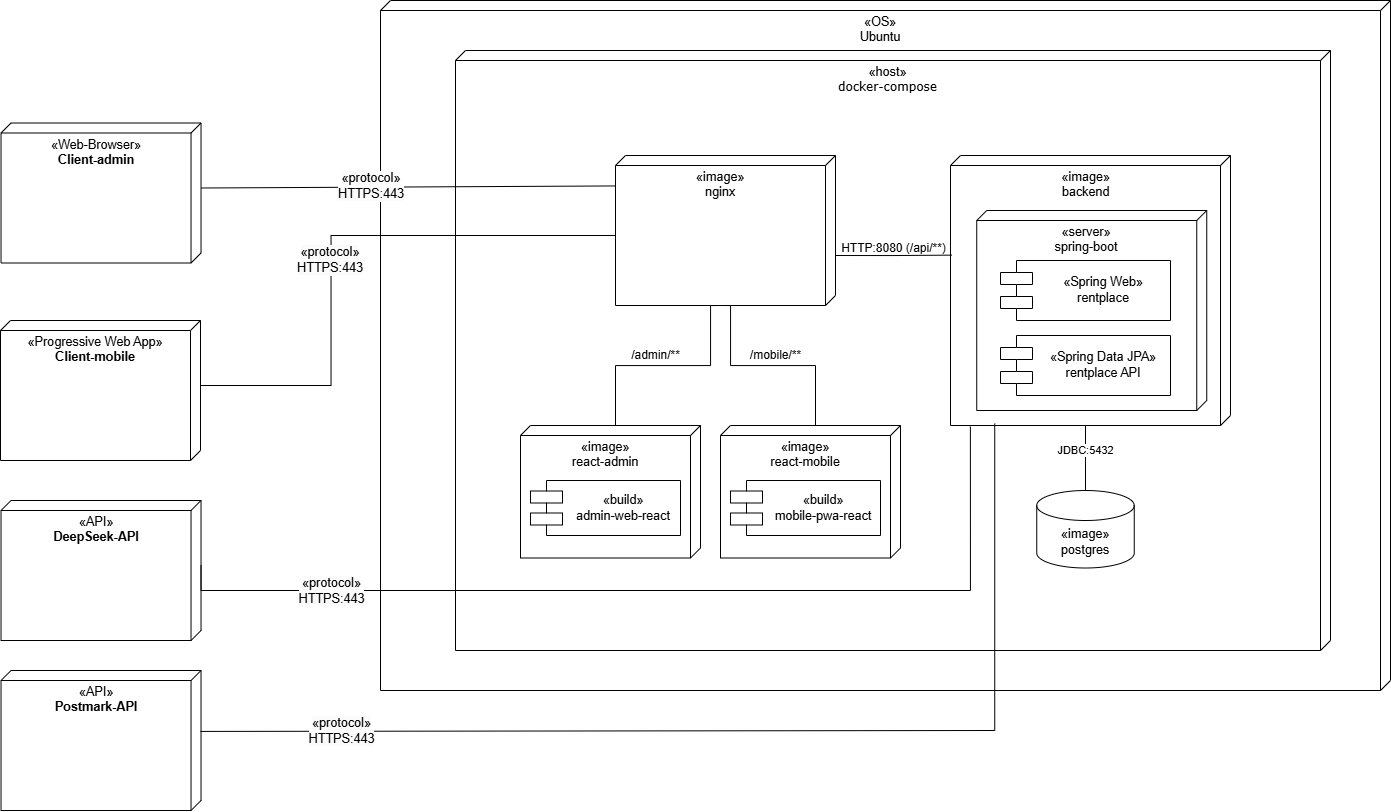 «OS»
Ubuntu
«host»
docker-compose
«Web-Browser»
Client-admin
«protocol»
HTTPS:443
«image»
nginx
«image»
backend
«server»
spring-boot
HTTP:8080 (/api/**)
«protocol»
HTTPS:443
«Spring Web»
rentplace
«Progressive Web App»
Client-mobile
/admin/**
/mobile/**
«Spring Data JPA»
rentplace API
«image»
react-admin
«build»
admin-web-react
«image»
react-mobile
«build»
mobile-pwa-react
JDBC:5432
«image»
postgres
«API»
DeepSeek-API
«protocol»
HTTPS:443
«API»
Postmark-API
«protocol»
HTTPS:443